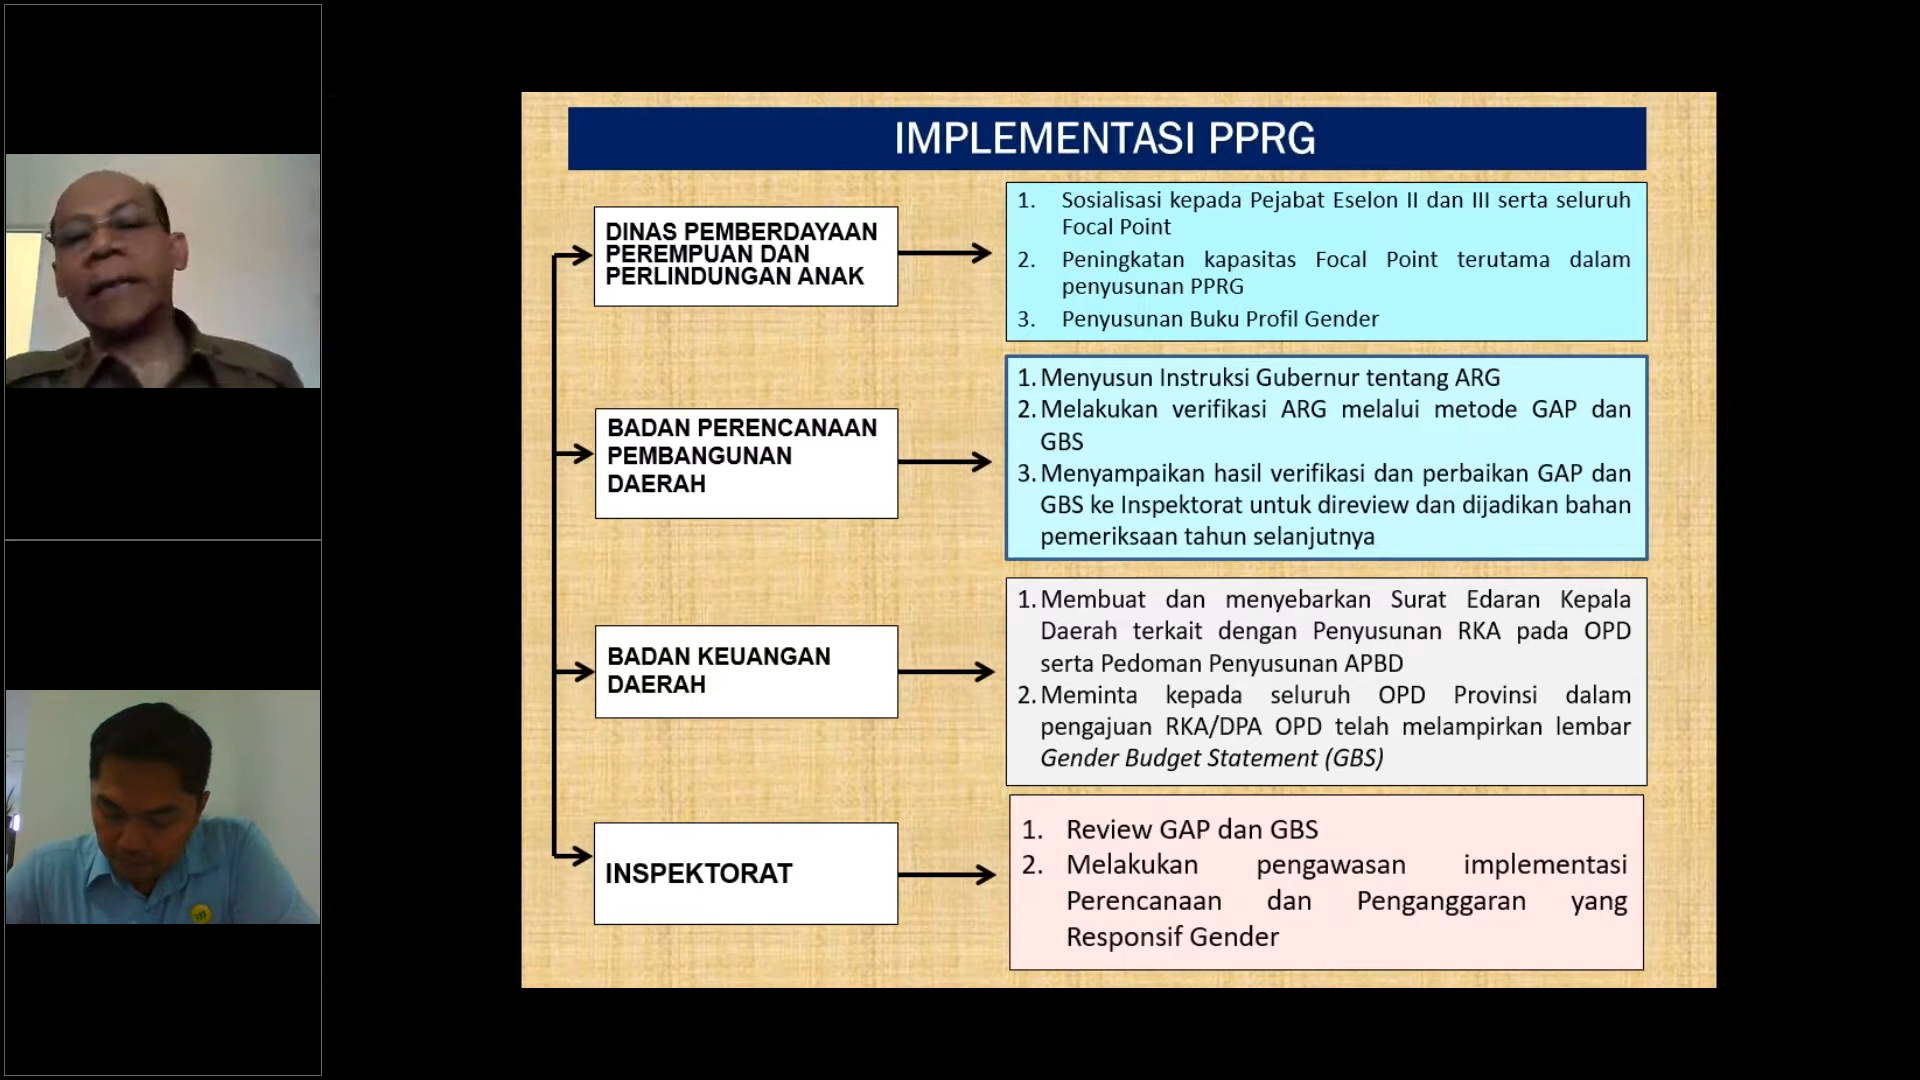 IMPLEMENTASI PPRG
DINAS PEMBERDAYAAN
PEREMPUAN DAN
PERLINDUNGAN ANAK
1. Sosialisasi kepada Pejabat Eselon II dan III serta seluruh
Focal Point
2. Peningkatan kapasitas Focal Point terutama dalam
penyusunan PPRG
3. Penyusunan Buku Profil Gender
BADAN PERENCANAAN
PEMBANGUNAN
DAERAH
1. Menyusun Instruksi Gubernur tentang ARG
2. Melakukan verifikasi ARG melalui metode GAP dan
GBS
3. Menyampaikan hasil verifikasi dan perbaikan GAP dan
GBS ke Inspektorat untuk direview dan dijadikan bahan
pemeriksaan tahun selanjutnya
BADAN KEUANGAN
DAERAH
1. Membuat dan menyebarkan Surat Edaran Kepala
Daerah terkait dengan Penyusunan RKA pada OPD
serta Pedoman Penyusunan APBD
2. Meminta kepada seluruh OPD Provinsi dalam
pengajuan RKA/DPA OPD telah melampirkan lembar
Gender Budget Statement (GBS)
INSPEKTORAT
1. Review GAP dan GBS
2. Melakukan pengawasan implementasi
Perencanaan dan Penganggaran yang
Responsif Gender